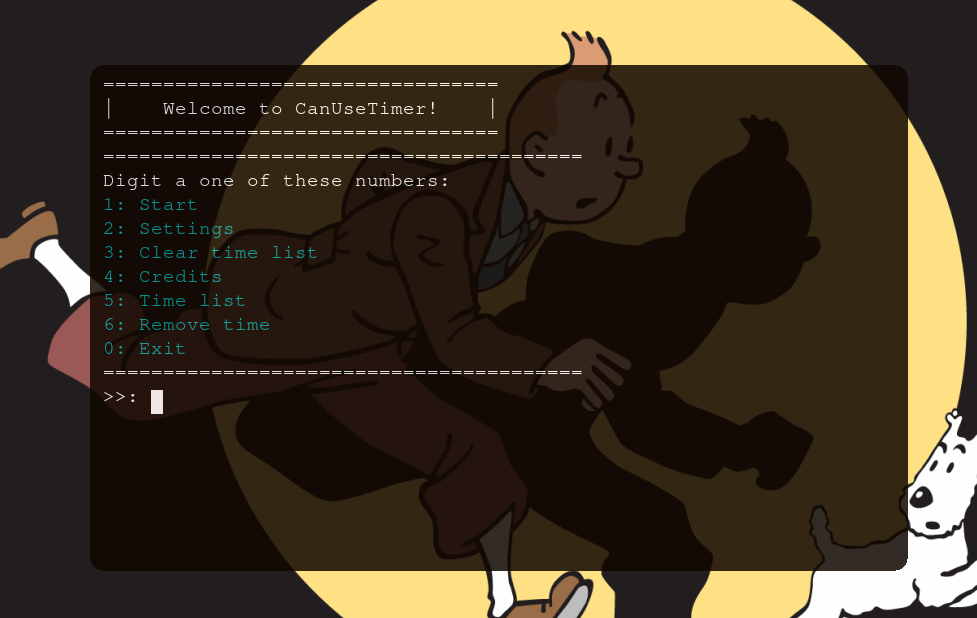 =================================
|    Welcome to CanUseTimer!    |
=================================
========================================
Digit a one of these numbers:
1: Start
2: Settings
3: Clear time list
4: Credits
5: Time list
6: Remove time
0: Exit
========================================
>>: